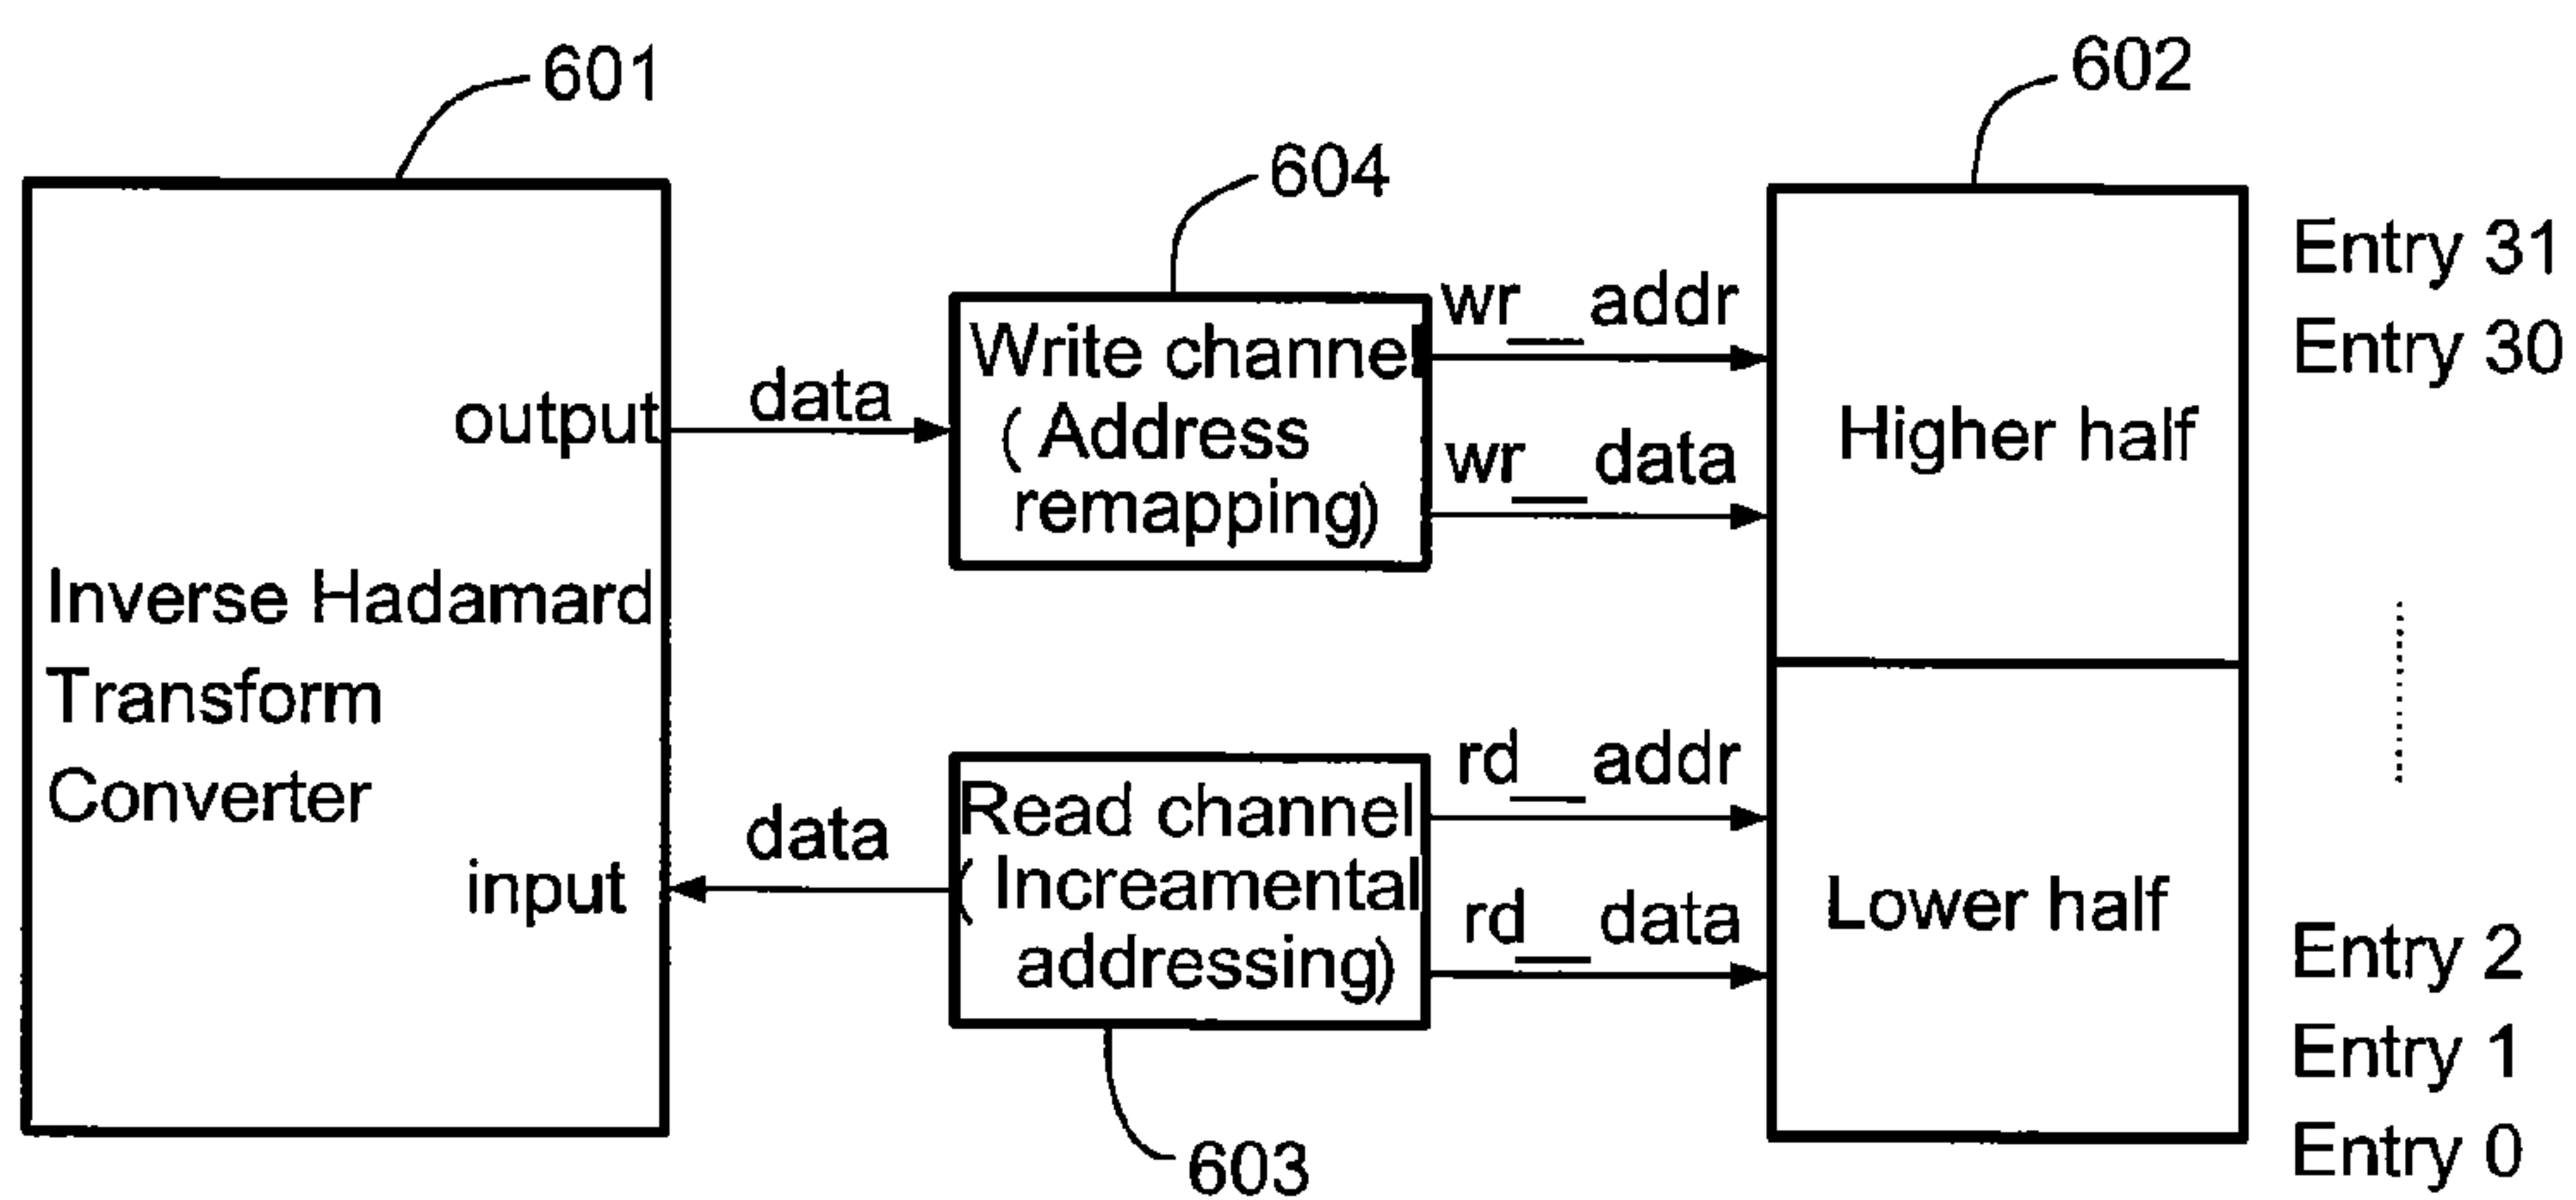 601
602
604
Entry 31
Entry 30
wr__addr
Write channel
(Address
remapping)
output
data
wr__data
Higher half
Inverse Hadamard
Transform
Converter
rd__addr
Read channel
(Increamental
addressing)
data
input
rd__data
Lower half
Entry 2
Entry 1
Entry 0
603